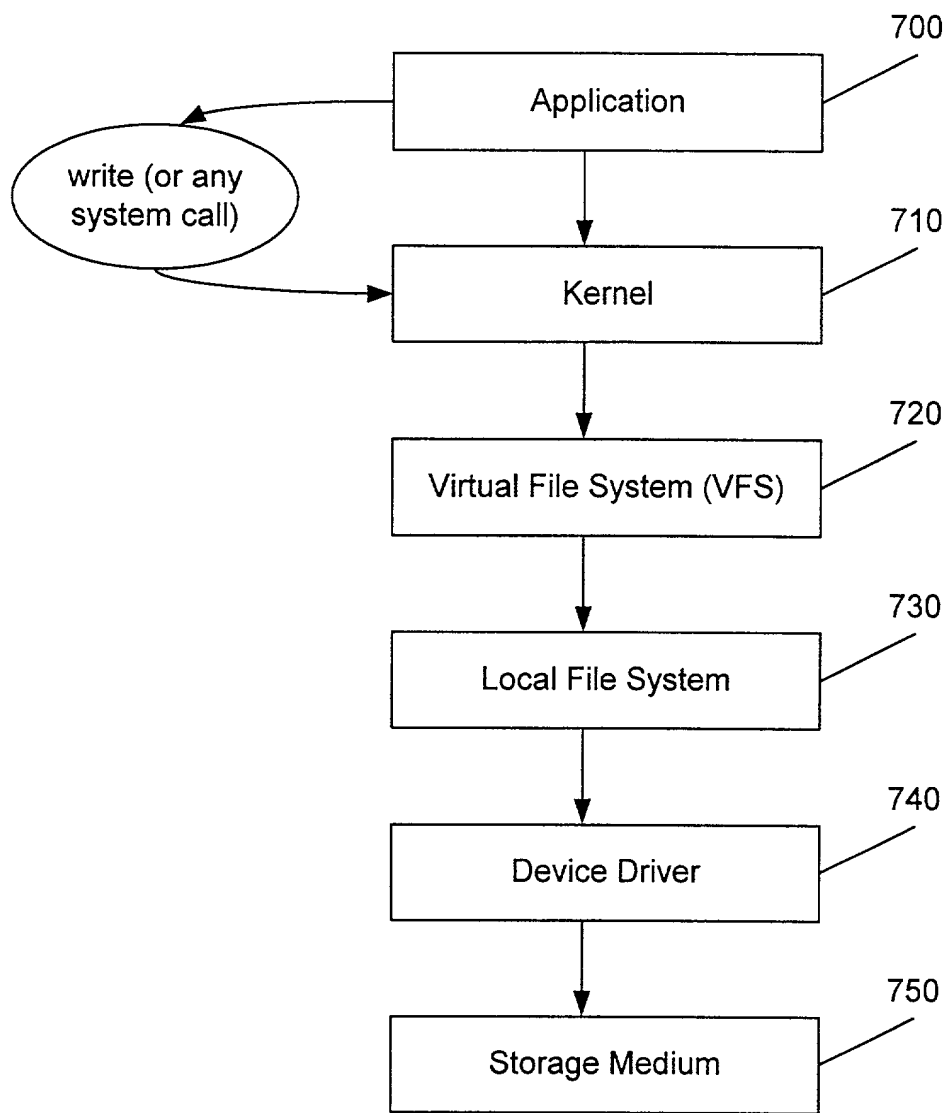 700
Application
write (or any
system call)
710
Kernel
720
Virtual File System (VFS)
730
Local File System
740
Device Driver
750
Storage Medium